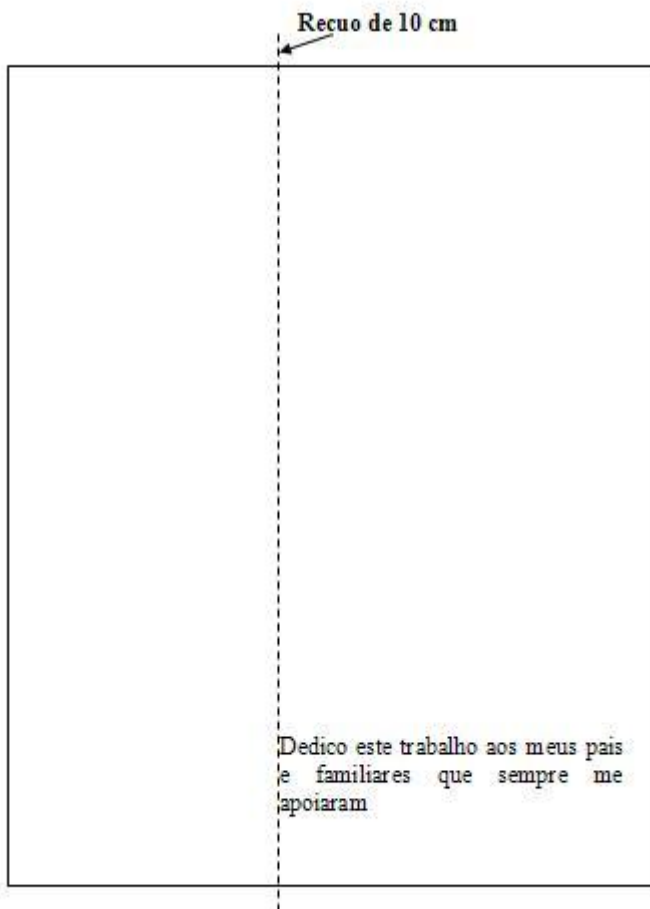 Recuo de 10 cm
Dedico este trabalho aos meus pais
e familiares que sempre me
apoiaram